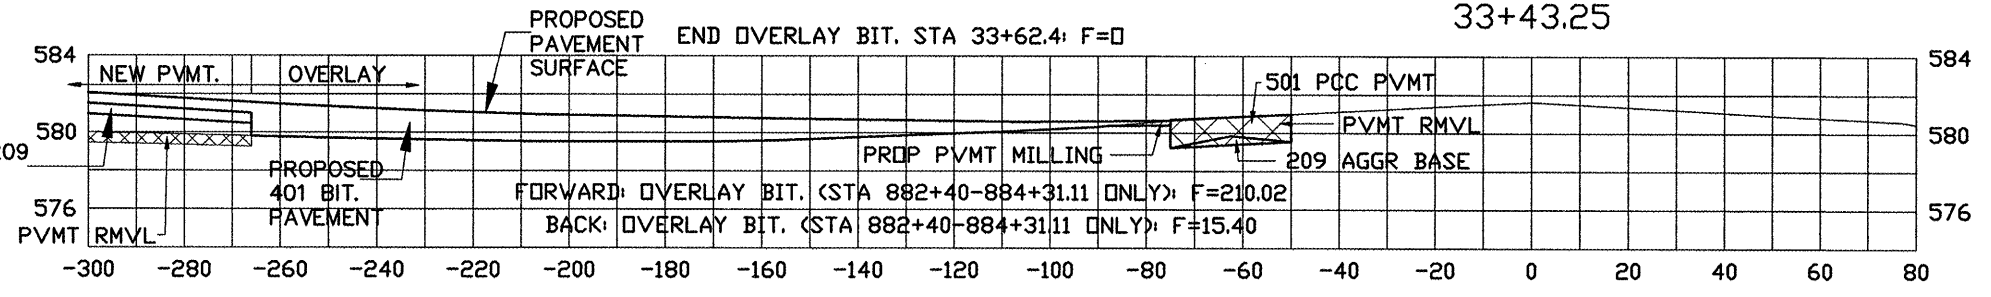 33+43.25
PROPOSED
PAVEMENT
SURFACE
END OVERLAY BIT. STA 33+62.4: F=0
584
584
NEW PVMT.
OVERLAY
501 PCC PVMT
580
580
PVMT RMVL
209
PROP PVMT MILLING
209 AGGR BASE
PROPOSED
401 BIT.
PAVEMENT
FORWARD: OVERLAY BIT. (STA 882+40-884+31.11 ONLY): F=210.02
576
576
BACK: OVERLAY BIT. (STA 882+40-884+31.11 ONLY): F=15.40
PVMT RMVL
-300 -280 -260 -240 -220 -200 -180 -160 -140 -120 -100 -80 -60 -40 -20 0 20 40 60 80